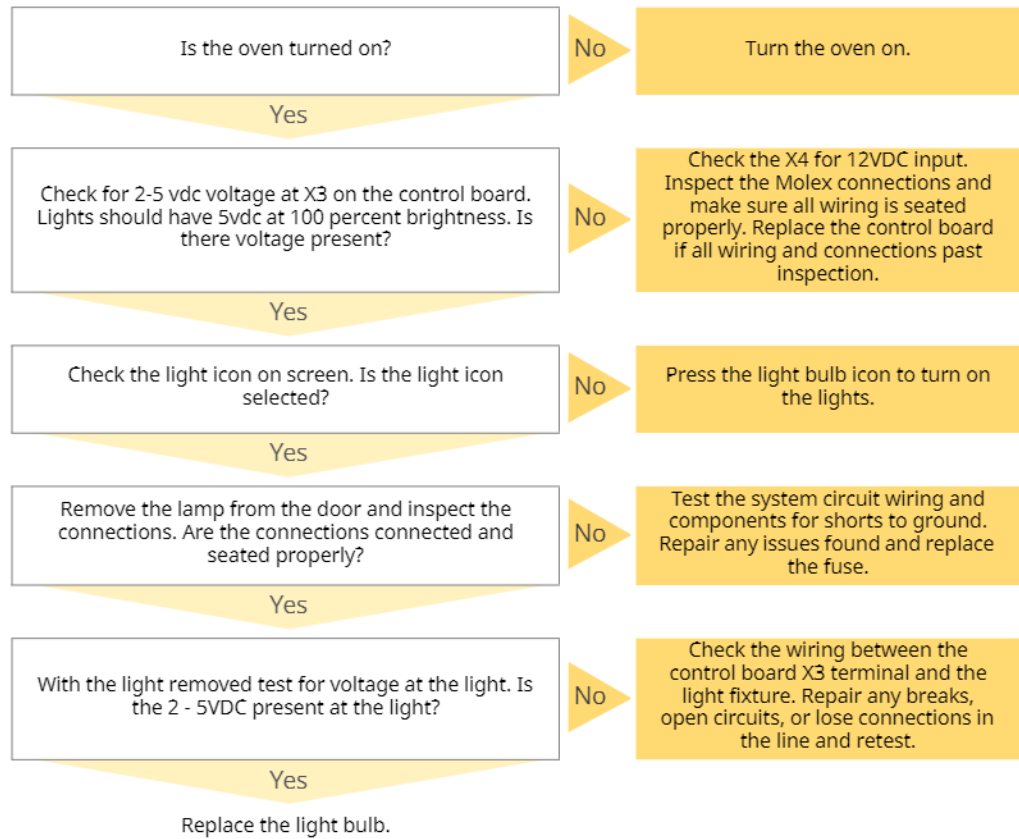 Is the oven turned on?
No
Turn the oven on.
Yes
Check for 2-5 vdc voltage at X3 on the control board.
Lights should have 5vdc at 100 percent brightness. Is
there voltage present?
No
Check the X4 for 12VDC input.
Inspect the Molex connections and
make sure all wiring is seated
properly. Replace the control board
if all wiring and connections past
inspection.
Yes
Check the light icon on screen. Is the light icon
selected?
No
Press the light bulb icon to turn on
the lights.
Yes
Remove the lamp from the door and inspect the
connections. Are the connections connected and
seated properly?
No
Test the system circuit wiring and
components for shorts to ground.
Repair any issues found and replace
the fuse.
Yes
With the light removed test for voltage at the light. Is
the 2 - 5VDC present at the light?
No
Check the wiring between the
control board X3 terminal and the
light fixture. Repair any breaks,
open circuits, or lose connections in
the line and retest.
Yes
Replace the light bulb.